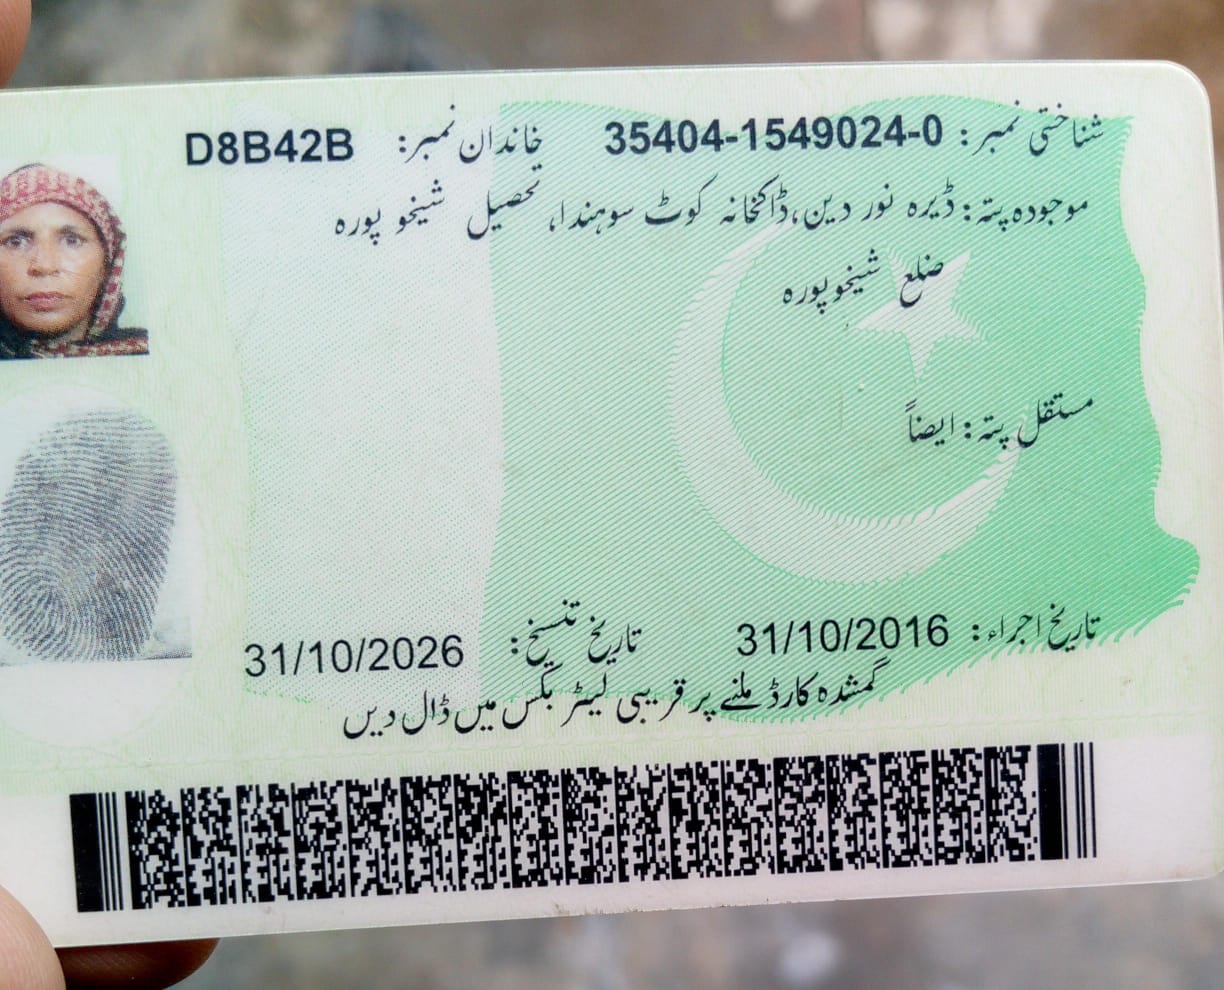 شناختی نمبر: 35404-1549024-0 خاندان نمبر: D8B42B
موجودہ پتہ: ڈیرہ نور دین، ڈاکخانہ کوٹ سوہندا، تحصیل شیخو پورہ
ضلع شیخوپورہ
مستقل پتہ: ایضاً
تاریخ اجراء: 31/10/2016 تاریخ تنسیخ: 31/10/2026
گمشدہ کارڈ ملنے پر قریبی لیٹر بکس میں ڈال دیں